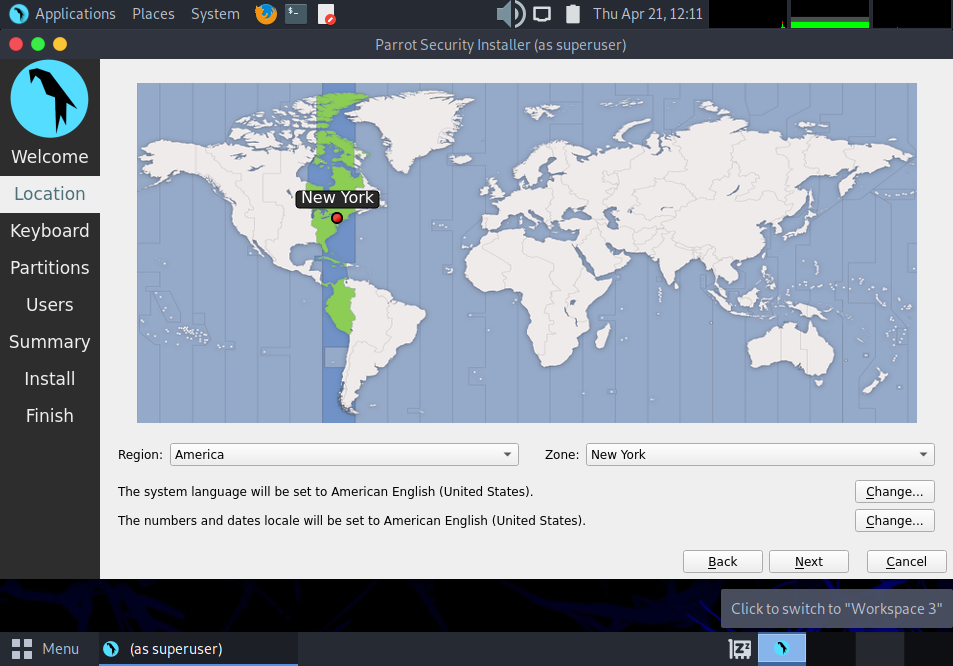 Applications Places System Thu Apr 21, 12:11
Parrot Security Installer (as superuser)
Welcome
Location
Keyboard
Partitions
Users
Summary
Install
Finish
New York
Region: America Zone: New York
The system language will be set to American English (United States). Change...
The numbers and dates locale will be set to American English (United States). Change...
Back Next Cancel
Click to switch to "Workspace 3"
Menu (as superuser)